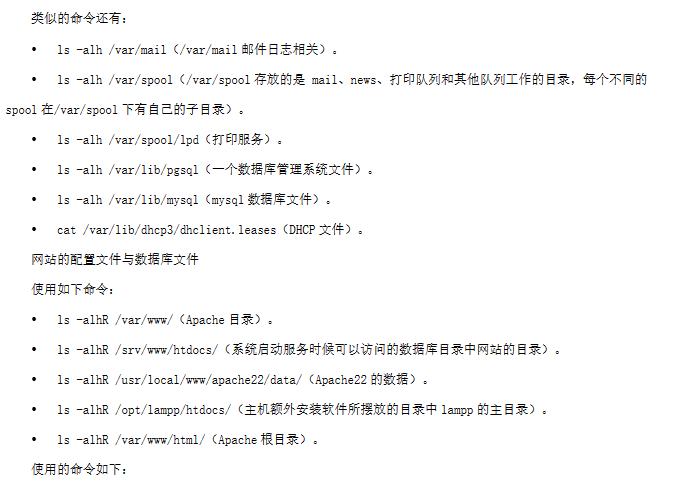 类似的命令还有：
• ls -alh /var/mail（/var/mail 邮件日志相关）。
• ls -alh /var/spool（/var/spool 存放的是 mail、news、打印队列和其他队列工作的目录，每个不同的
spool 在/var/spool 下有自己的子目录）。
• ls -alh /var/spool/lpd（打印服务）。
• ls -alh /var/lib/pgsql（一个数据库管理系统文件）。
• ls -alh /var/lib/mysql（mysql 数据库文件）。
• cat /var/lib/dhcp3/dhclient.leases（DHCP 文件）。
网站的配置文件与数据库文件
使用如下命令：
• ls -alhR /var/www/（Apache 目录）。
• ls -alhR /srv/www/htdocs/（系统启动服务时候可以访问的数据库目录中网站的目录）。
• ls -alhR /usr/local/www/apache22/data/（Apache22 的数据）。
• ls -alhR /opt/lampp/htdocs/（主机额外安装软件所摆放的目录中 lampp 的主目录）。
• ls -alhR /var/www/html/（Apache 根目录）。
使用的命令如下：